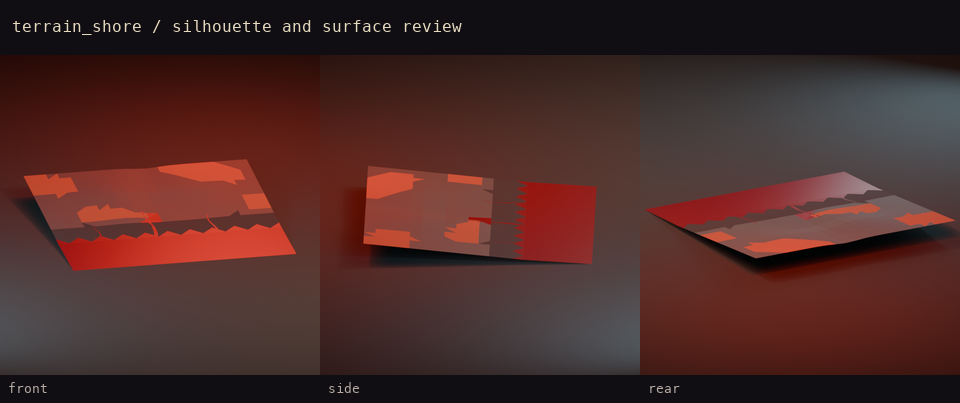 terrain_shore / silhouette and surface review
front
side
rear